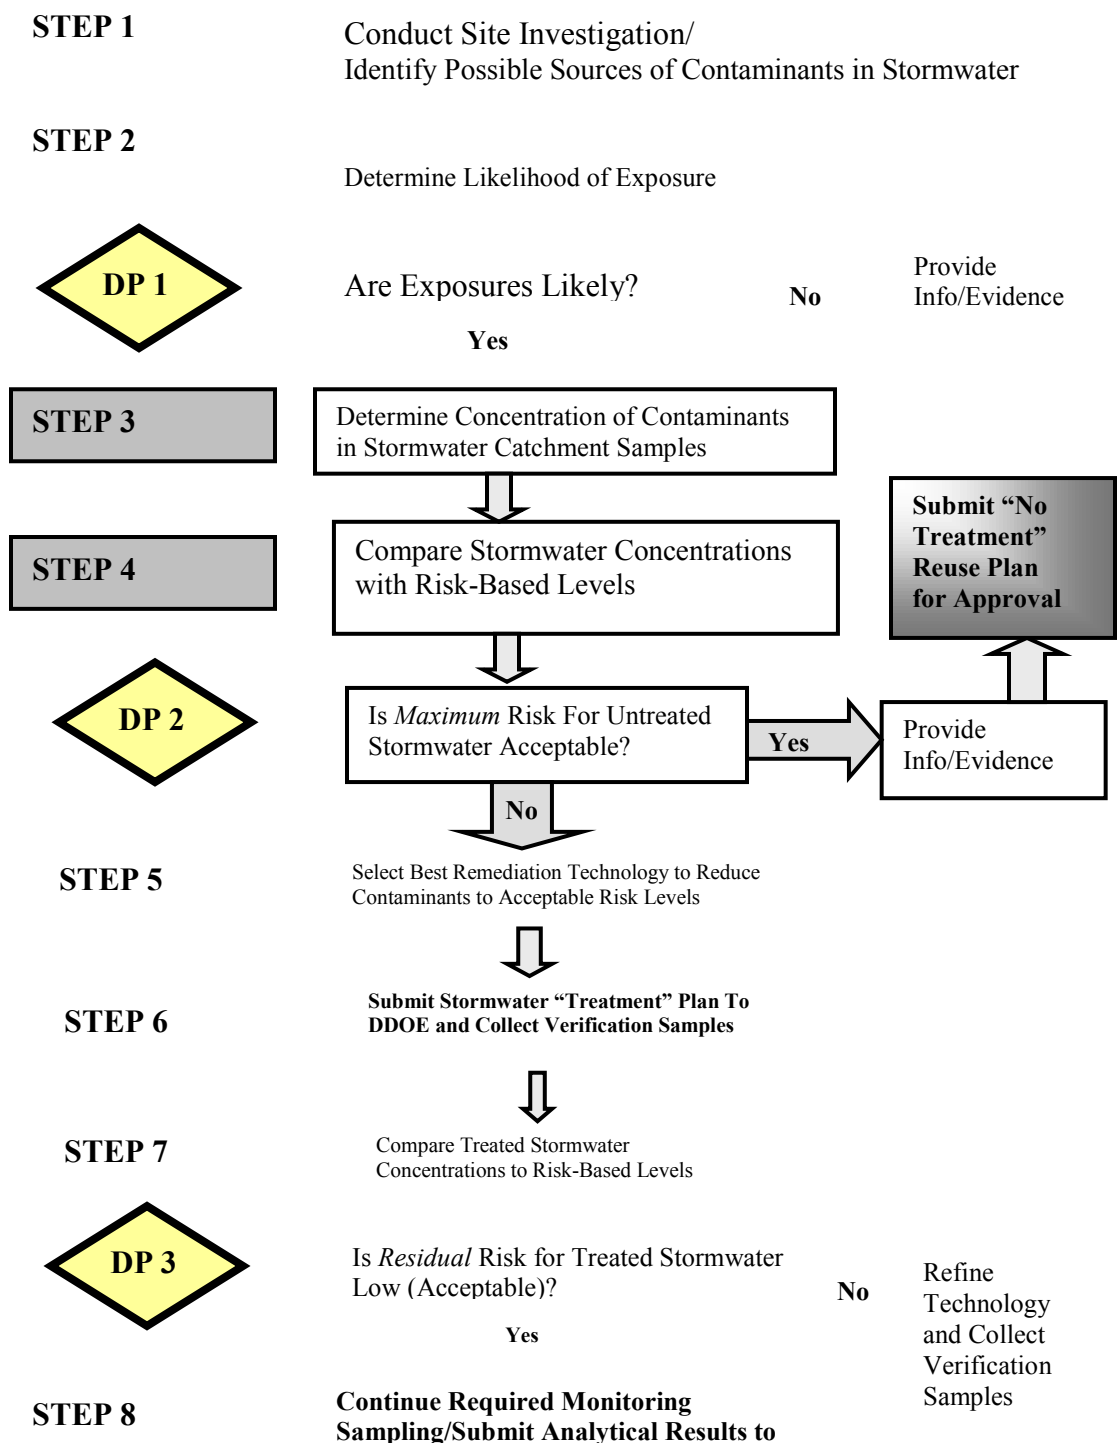 STEP 1
Conduct Site Investigation/
Identify Possible Sources of Contaminants in Stormwater
STEP 2
Determine Likelihood of Exposure
DP 1
Are Exposures Likely?
No
Provide
Info/Evidence
Yes
STEP 3
Determine Concentration of Contaminants
in Stormwater Catchment Samples
STEP 4
Compare Stormwater Concentrations
with Risk-Based Levels
Submit “No
Treatment”
Reuse Plan
for Approval
DP 2
Is Maximum Risk For Untreated
Stormwater Acceptable?
Yes
Provide
Info/Evidence
No
STEP 5
Select Best Remediation Technology to Reduce
Contaminants to Acceptable Risk Levels
STEP 6
Submit Stormwater “Treatment” Plan To
DDOE and Collect Verification Samples
STEP 7
Compare Treated Stormwater
Concentrations to Risk-Based Levels
DP 3
Is Residual Risk for Treated Stormwater
Low (Acceptable)?
No
Refine
Technology
and Collect
Verification
Samples
Yes
STEP 8
Continue Required Monitoring
Sampling/Submit Analytical Results to